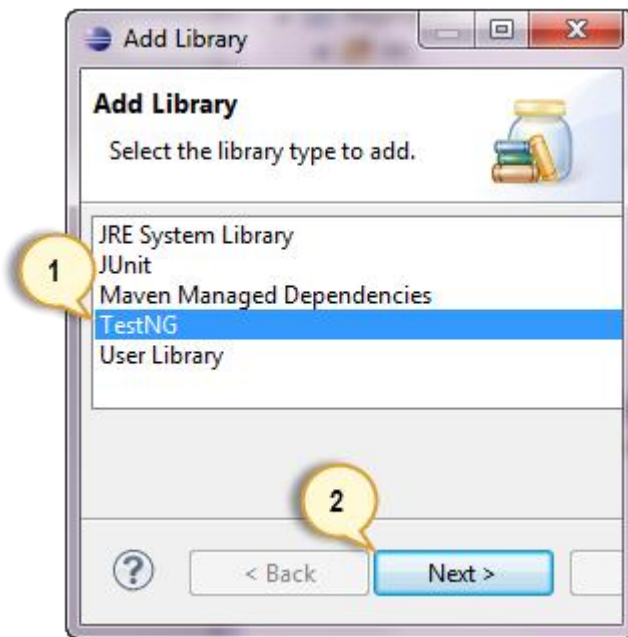 Add Library
Add Library
Select the library type to add.
JRE System Library
1
JUnit
Maven Managed Dependencies
TestNG
User Library
2
?
< Back
Next >